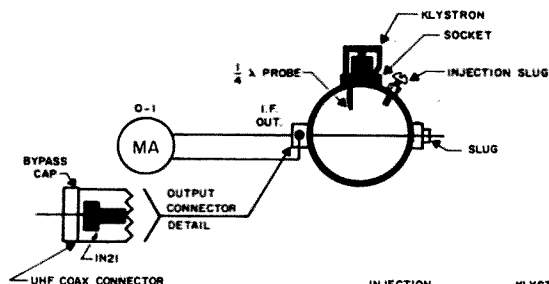 KLYSTRON
SOCKET
1/4 λ PROBE
INJECTION SLUG
0-1
I.F.
OUT.
MA
SLUG
BYPASS
CAP
OUTPUT
CONNECTOR
DETAIL
IN21
UHF COAX CONNECTOR
INJECTION